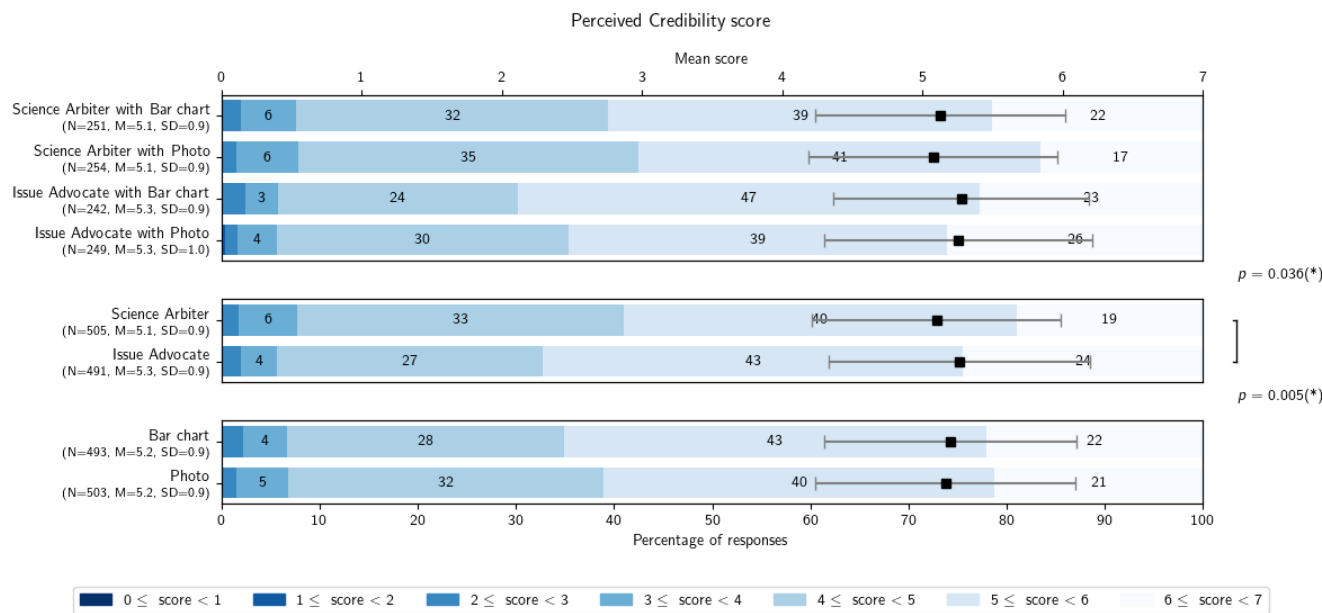 Perceived Credibility score
Mean score
0 1 2 3 4 5 6 7
Science Arbiter with Bar chart 6 32 39 22
(N=251, M=5.1, SD=0.9)
Science Arbiter with Photo 6 35 41 17
(N=254, M=5.1, SD=0.9)
Issue Advocate with Bar chart 3 24 47 23
(N=242, M=5.3, SD=0.9)
Issue Advocate with Photo 4 30 39 26
(N=249, M=5.3, SD=1.0)
p = 0.036(*)
Science Arbiter 6 33 40 19
(N=505, M=5.1, SD=0.9)
Issue Advocate 4 27 43 24
(N=491, M=5.3, SD=0.9)
p = 0.005(*)
Bar chart 4 28 43 22
(N=493, M=5.2, SD=0.9)
Photo 5 32 40 21
(N=503, M=5.2, SD=0.9)
0 10 20 30 40 50 60 70 80 90 100
Percentage of responses
0 ≤ score < 1 1 ≤ score < 2 2 ≤ score < 3 3 ≤ score < 4 4 ≤ score < 5 5 ≤ score < 6 6 ≤ score < 7